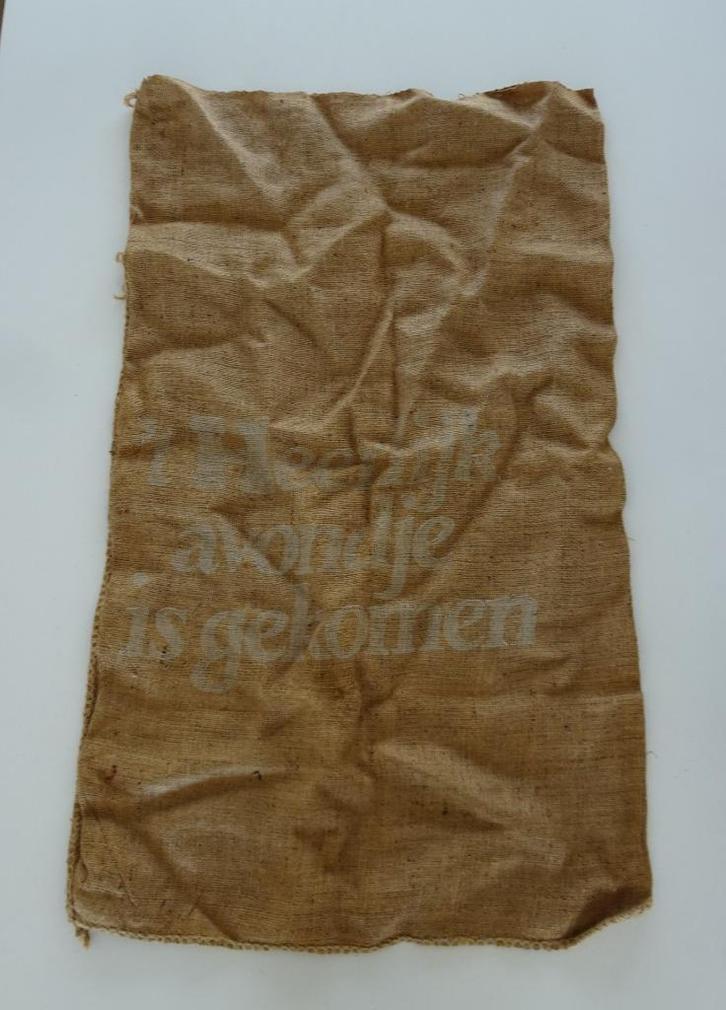 't Heerlijk
avondje
is gekomen